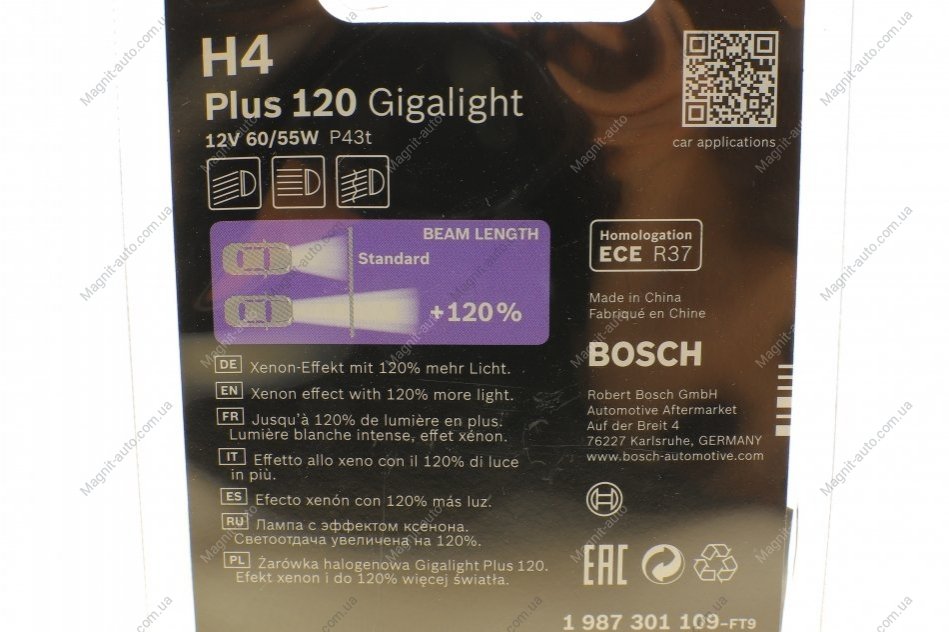 H4
Plus 120 Gigalight
12V 60/55W P43t
car applications
BEAM LENGTH
Standard
+120%
Homologation
ECE R37
Made in China
Fabriqué en Chine
BOSCH
Robert Bosch GmbH
Automotive Aftermarket
Auf der Breit 4
76227 Karlsruhe, GERMANY
www.bosch-automotive.com
DE Xenon-Effekt mit 120% mehr Licht.
EN Xenon effect with 120% more light.
FR Jusqu'à 120% de lumière en plus.
Lumière blanche intense, effet xénon.
IT Effetto allo xeno con il 120% di luce
in più.
ES Efecto xenón con 120% más luz.
RU Лампа с эффектом ксенона.
Светоотдача увеличена на 120%.
PL Żarówka halogenowa Gigalight Plus 120.
Efekt xenon i do 120% więcej światła.
EAC
1 987 301 109-FT9
Magnit-auto.com.ua